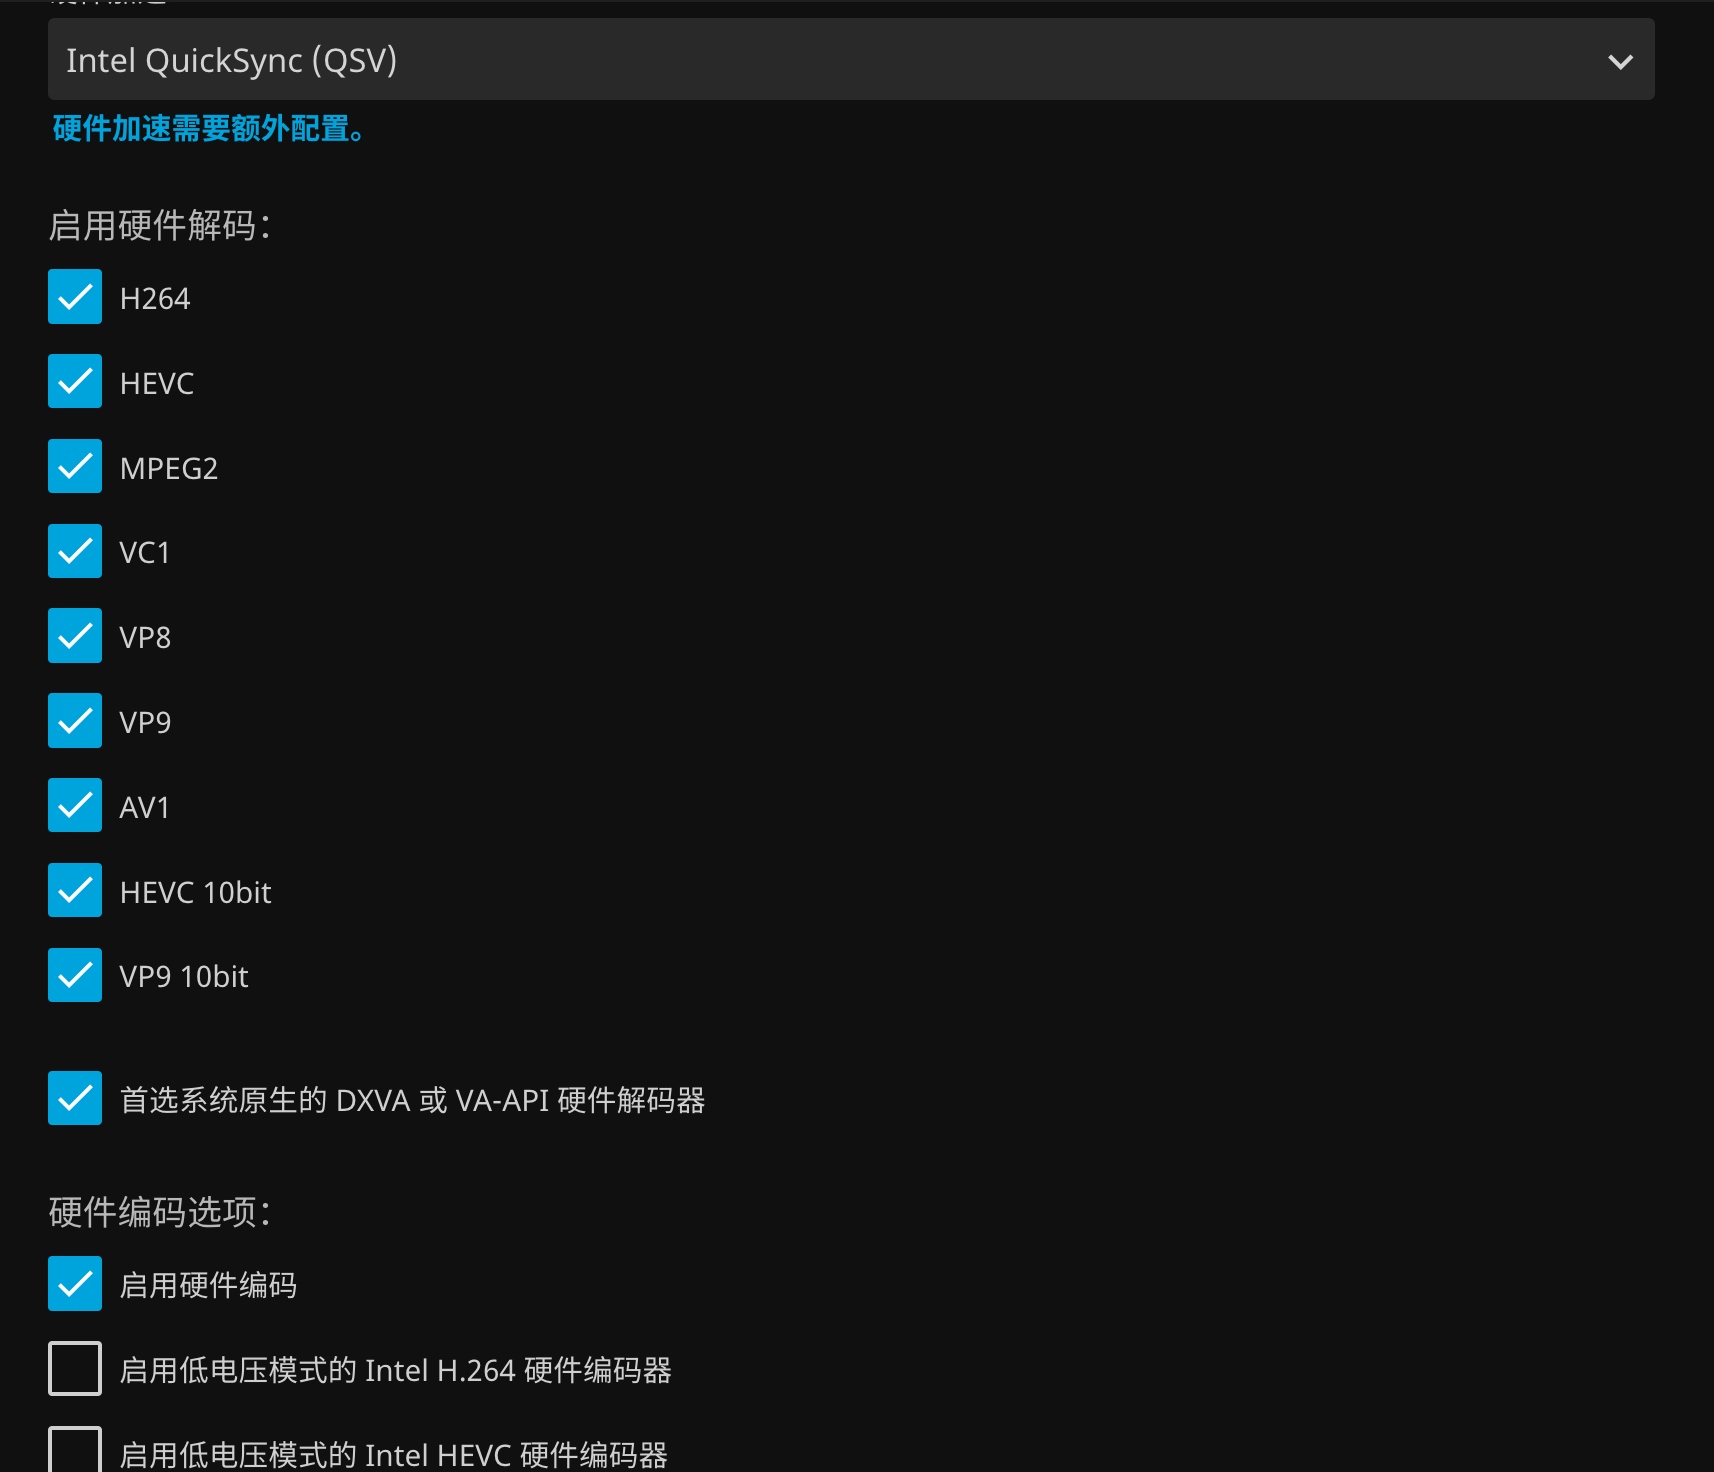 Intel QuickSync (QSV)
硬件加速需要额外配置。
启用硬件解码：
H264
HEVC
MPEG2
VC1
VP8
VP9
AV1
HEVC 10bit
VP9 10bit
首选系统原生的 DXVA 或 VA-API 硬件解码器
硬件编码选项：
启用硬件编码
启用低电压模式的 Intel H.264 硬件编码器
启用低电压模式的 Intel HEVC 硬件编码器